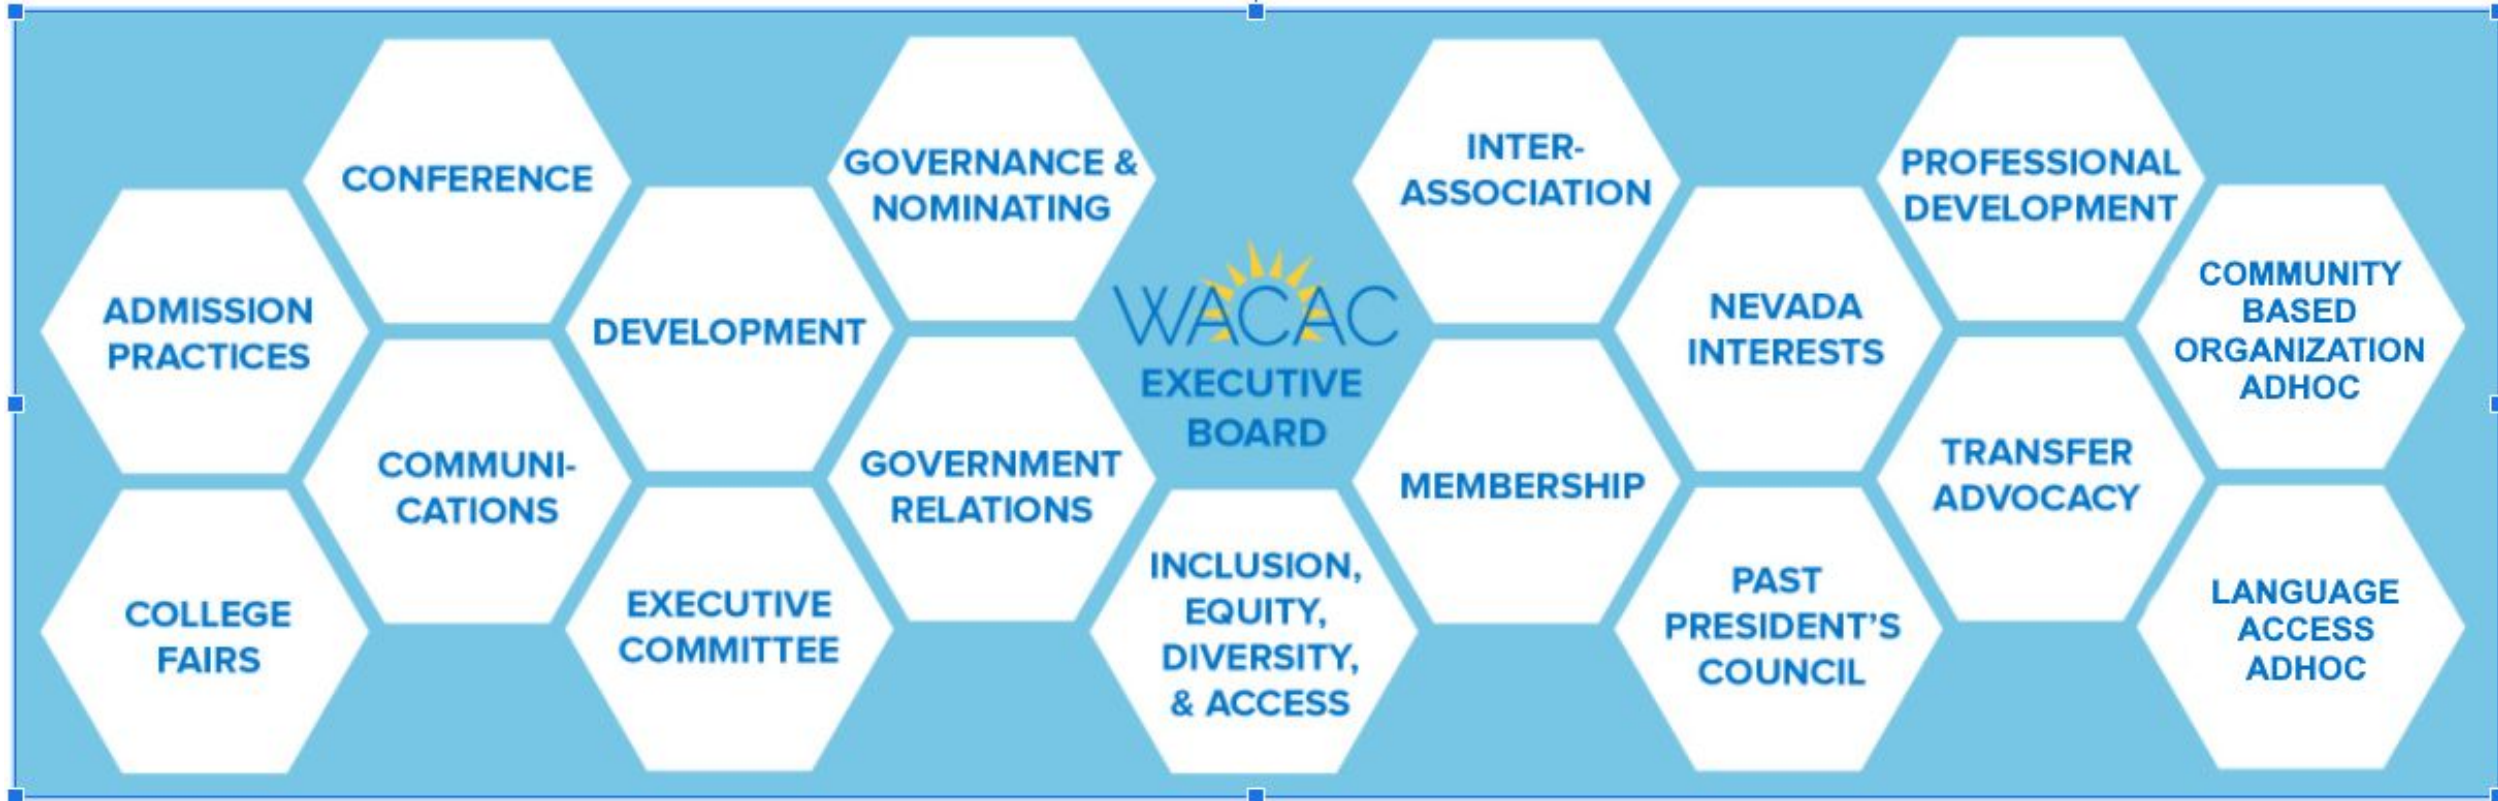 ADMISSION
PRACTICES
COLLEGE
FAIRS
CONFERENCE
COMMUNI-
CATIONS
DEVELOPMENT
EXECUTIVE
COMMITTEE
GOVERNANCE &
NOMINATING
GOVERNMENT
RELATIONS
WACAC
EXECUTIVE
BOARD
INCLUSION,
EQUITY,
DIVERSITY,
& ACCESS
INTER-
ASSOCIATION
MEMBERSHIP
NEVADA
INTERESTS
PAST
PRESIDENT'S
COUNCIL
PROFESSIONAL
DEVELOPMENT
TRANSFER
ADVOCACY
COMMUNITY
BASED
ORGANIZATION
ADHOC
LANGUAGE
ACCESS
ADHOC